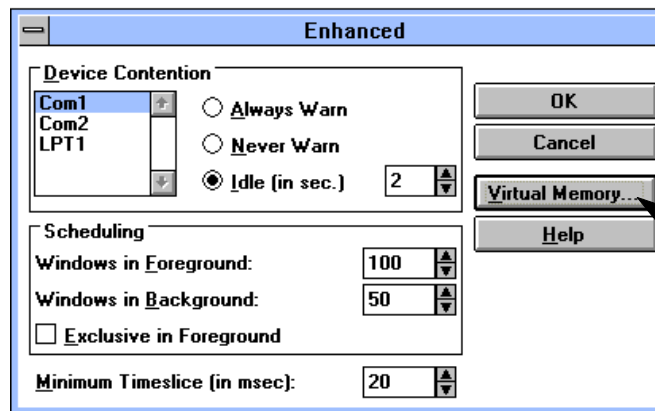 Enhanced
Device Contention
Com1
Com2
LPT1
Always Warn
Never Warn
Idle (in sec.) 2
OK
Cancel
Virtual Memory...
Help
Scheduling
Windows in Foreground: 100
Windows in Background: 50
Exclusive in Foreground
Minimum Timeslice (in msec): 20